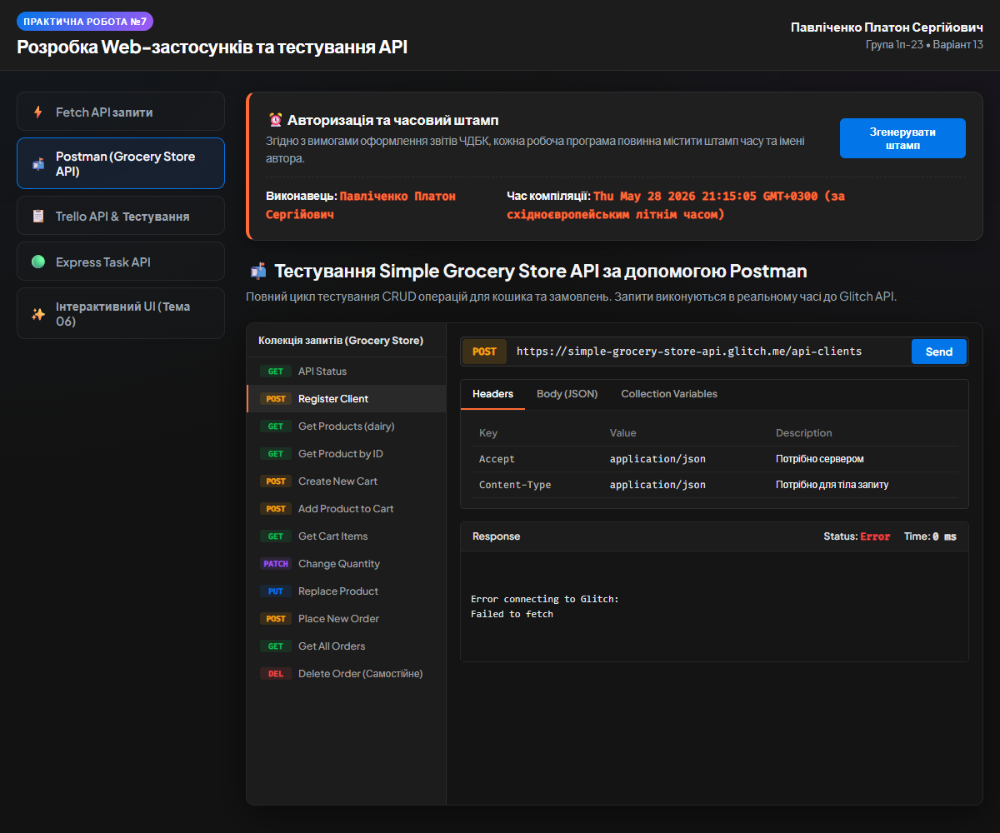 ПРАКТИЧНА РОБОТА №7
Розробка Web-застосунків та тестування API
Павліченко Платон Сергійович
Група 1п-23 • Варіант 13
Fetch API запити
Postman (Grocery Store
API)
Trello API & Тестування
Express Task API
Інтерактивний UI (Тема
06)
Авторизація та часовий штамп
Згідно з вимогами оформлення звітів ЧДБК, кожна робоча програма повинна містити штамп часу та імені
автора.
Згенерувати
штамп
Виконавець: Павліченко Платон
Сергійович
Час компіляції: Thu May 28 2026 21:15:05 GMT+0300 (за
східноєвропейським літнім часом)
Тестування Simple Grocery Store API за допомогою Postman
Повний цикл тестування CRUD операцій для кошика та замовлень. Запити виконуються в реальному часі до Glitch API.
Колекція запитів (Grocery Store)
GET API Status
POST Register Client
GET Get Products (dairy)
GET Get Product by ID
POST Create New Cart
POST Add Product to Cart
GET Get Cart Items
PATCH Change Quantity
PUT Replace Product
POST Place New Order
GET Get All Orders
DEL Delete Order (Самостійне)
POST https://simple-grocery-store-api.glitch.me/api-clients Send
Headers Body (JSON) Collection Variables
Key Value Description
Accept application/json Потрібно сервером
Content-Type application/json Потрібно для тіла запиту
Response Status: Error Time: 0 ms
Error connecting to Glitch:
Failed to fetch